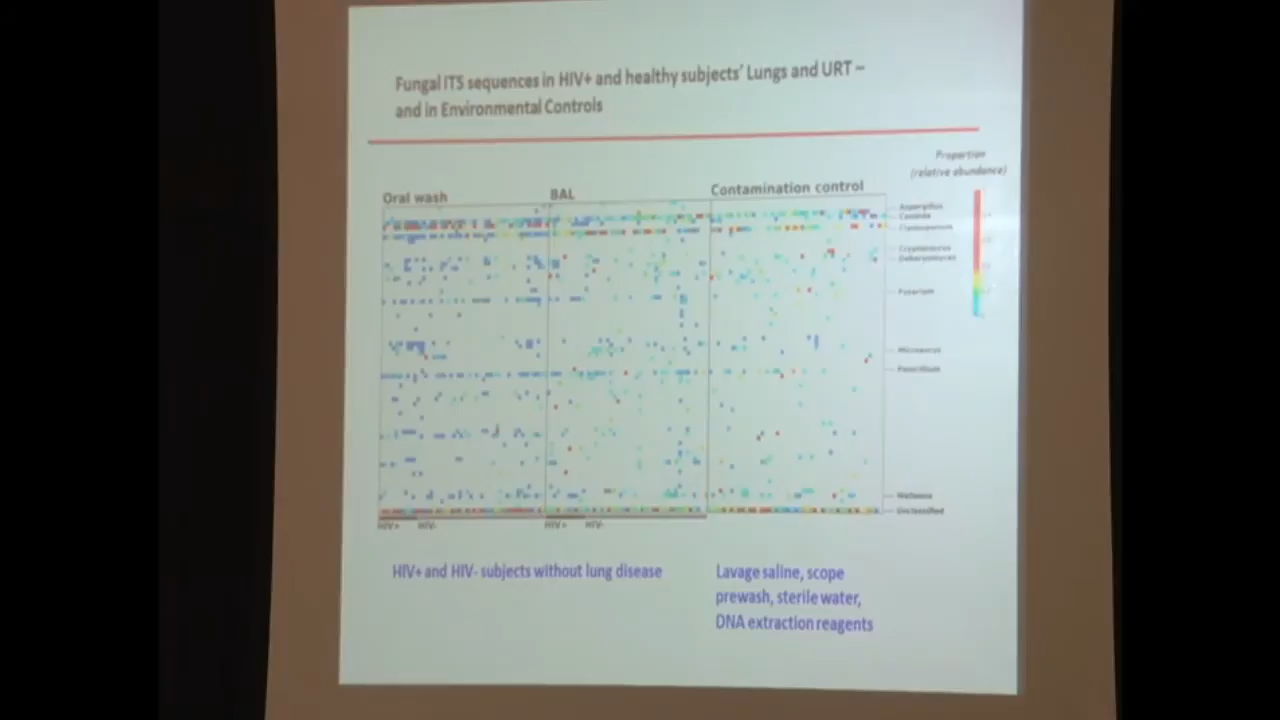 Fungal ITS sequences in HIV+ and healthy subjects' Lungs and URT –
and in Environmental Controls
Proportion
(relative abundance)
Oral wash
BAL
Contamination control
Aspergillus
Candida
Cladosporium
Cryptococcus
Debaryomyces
Fusarium
Penicillium
Wallemia
Unclassified
HIV+
HIV-
HIV+
HIV-
HIV+ and HIV- subjects without lung disease
Lavage saline, scope
prewash, sterile water,
DNA extraction reagents